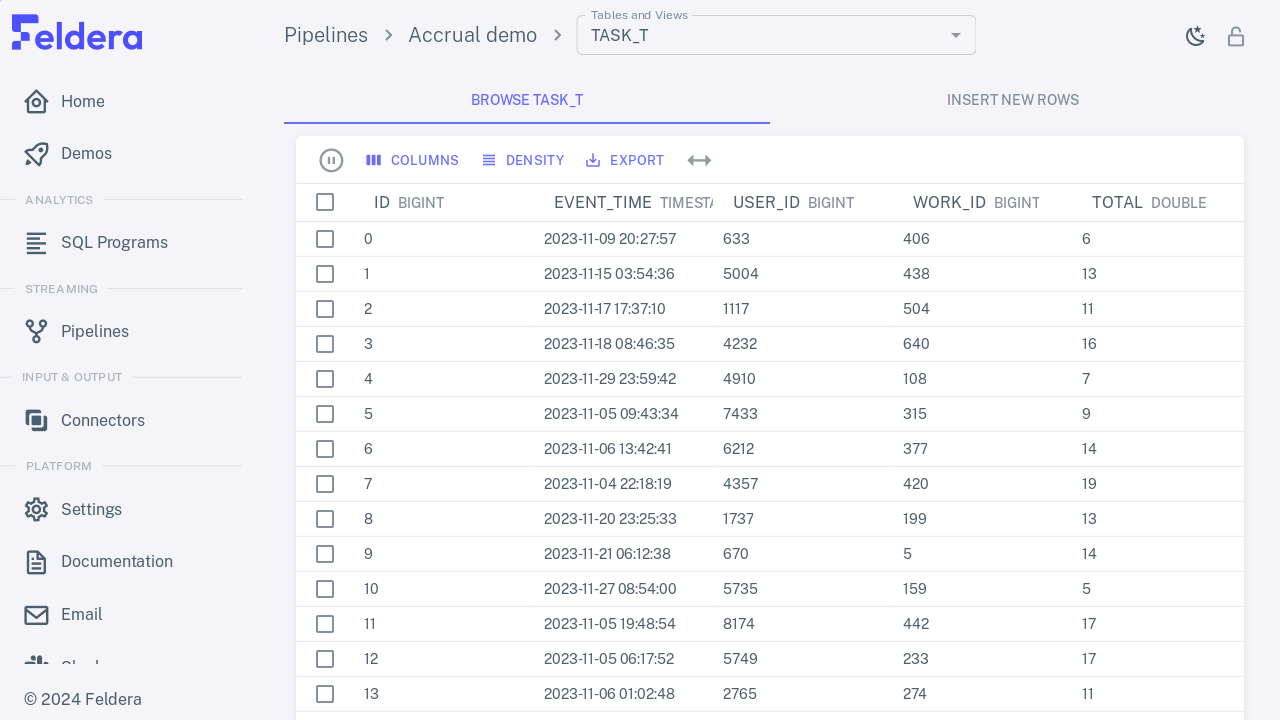 Feldera
Home
Demos
ANALYTICS
SQL Programs
STREAMING
Pipelines
INPUT & OUTPUT
Connectors
PLATFORM
Settings
Documentation
Email
© 2024 Feldera
Pipelines
Accrual demo
Tables and Views
TASK_T
BROWSE TASK_T
INSERT NEW ROWS
COLUMNS DENSITY EXPORT
ID BIGINT EVENT_TIME TIMESTA USER_ID BIGINT WORK_ID BIGINT TOTAL DOUBLE
0 2023-11-09 20:27:57 633 406 6
1 2023-11-15 03:54:36 5004 438 13
2 2023-11-17 17:37:10 1117 504 11
3 2023-11-18 08:46:35 4232 640 16
4 2023-11-29 23:59:42 4910 108 7
5 2023-11-05 09:43:34 7433 315 9
6 2023-11-06 13:42:41 6212 377 14
7 2023-11-04 22:18:19 4357 420 19
8 2023-11-20 23:25:33 1737 199 13
9 2023-11-21 06:12:38 670 5 14
10 2023-11-27 08:54:00 5735 159 5
11 2023-11-05 19:48:54 8174 442 17
12 2023-11-05 06:17:52 5749 233 17
13 2023-11-06 01:02:48 2765 274 11